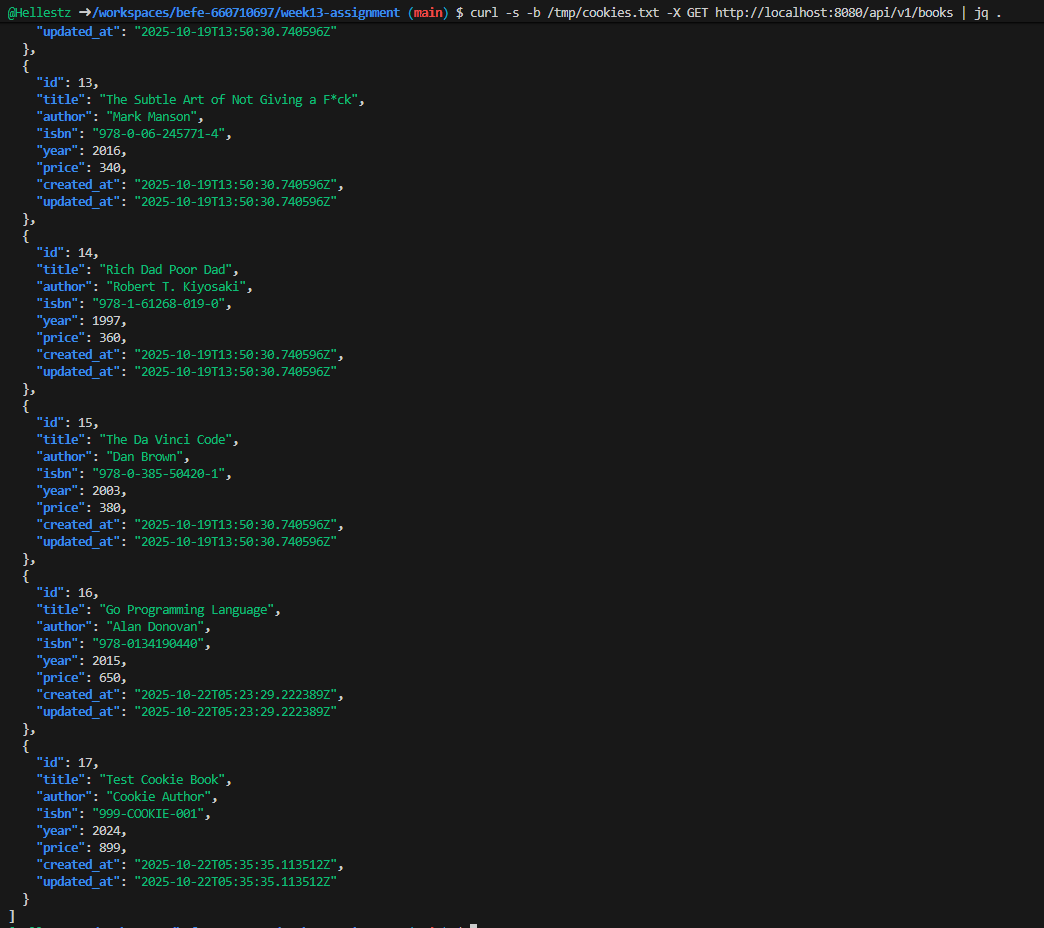 @Hellestz ➜/workspaces/befe-660710697/week13-assignment (main) $ curl -s -b /tmp/cookies.txt -X GET http://localhost:8080/api/v1/books | jq .
"updated_at": "2025-10-19T13:50:30.740596Z"
},
{
"id": 13,
"title": "The Subtle Art of Not Giving a F*ck",
"author": "Mark Manson",
"isbn": "978-0-06-245771-4",
"year": 2016,
"price": 340,
"created_at": "2025-10-19T13:50:30.740596Z",
"updated_at": "2025-10-19T13:50:30.740596Z"
},
{
"id": 14,
"title": "Rich Dad Poor Dad",
"author": "Robert T. Kiyosaki",
"isbn": "978-1-61268-019-0",
"year": 1997,
"price": 360,
"created_at": "2025-10-19T13:50:30.740596Z",
"updated_at": "2025-10-19T13:50:30.740596Z"
},
{
"id": 15,
"title": "The Da Vinci Code",
"author": "Dan Brown",
"isbn": "978-0-385-50420-1",
"year": 2003,
"price": 380,
"created_at": "2025-10-19T13:50:30.740596Z",
"updated_at": "2025-10-19T13:50:30.740596Z"
},
{
"id": 16,
"title": "Go Programming Language",
"author": "Alan Donovan",
"isbn": "978-0134190440",
"year": 2015,
"price": 650,
"created_at": "2025-10-22T05:23:29.222389Z",
"updated_at": "2025-10-22T05:23:29.222389Z"
},
{
"id": 17,
"title": "Test Cookie Book",
"author": "Cookie Author",
"isbn": "999-COOKIE-001",
"year": 2024,
"price": 899,
"created_at": "2025-10-22T05:35:35.113512Z",
"updated_at": "2025-10-22T05:35:35.113512Z"
}
]